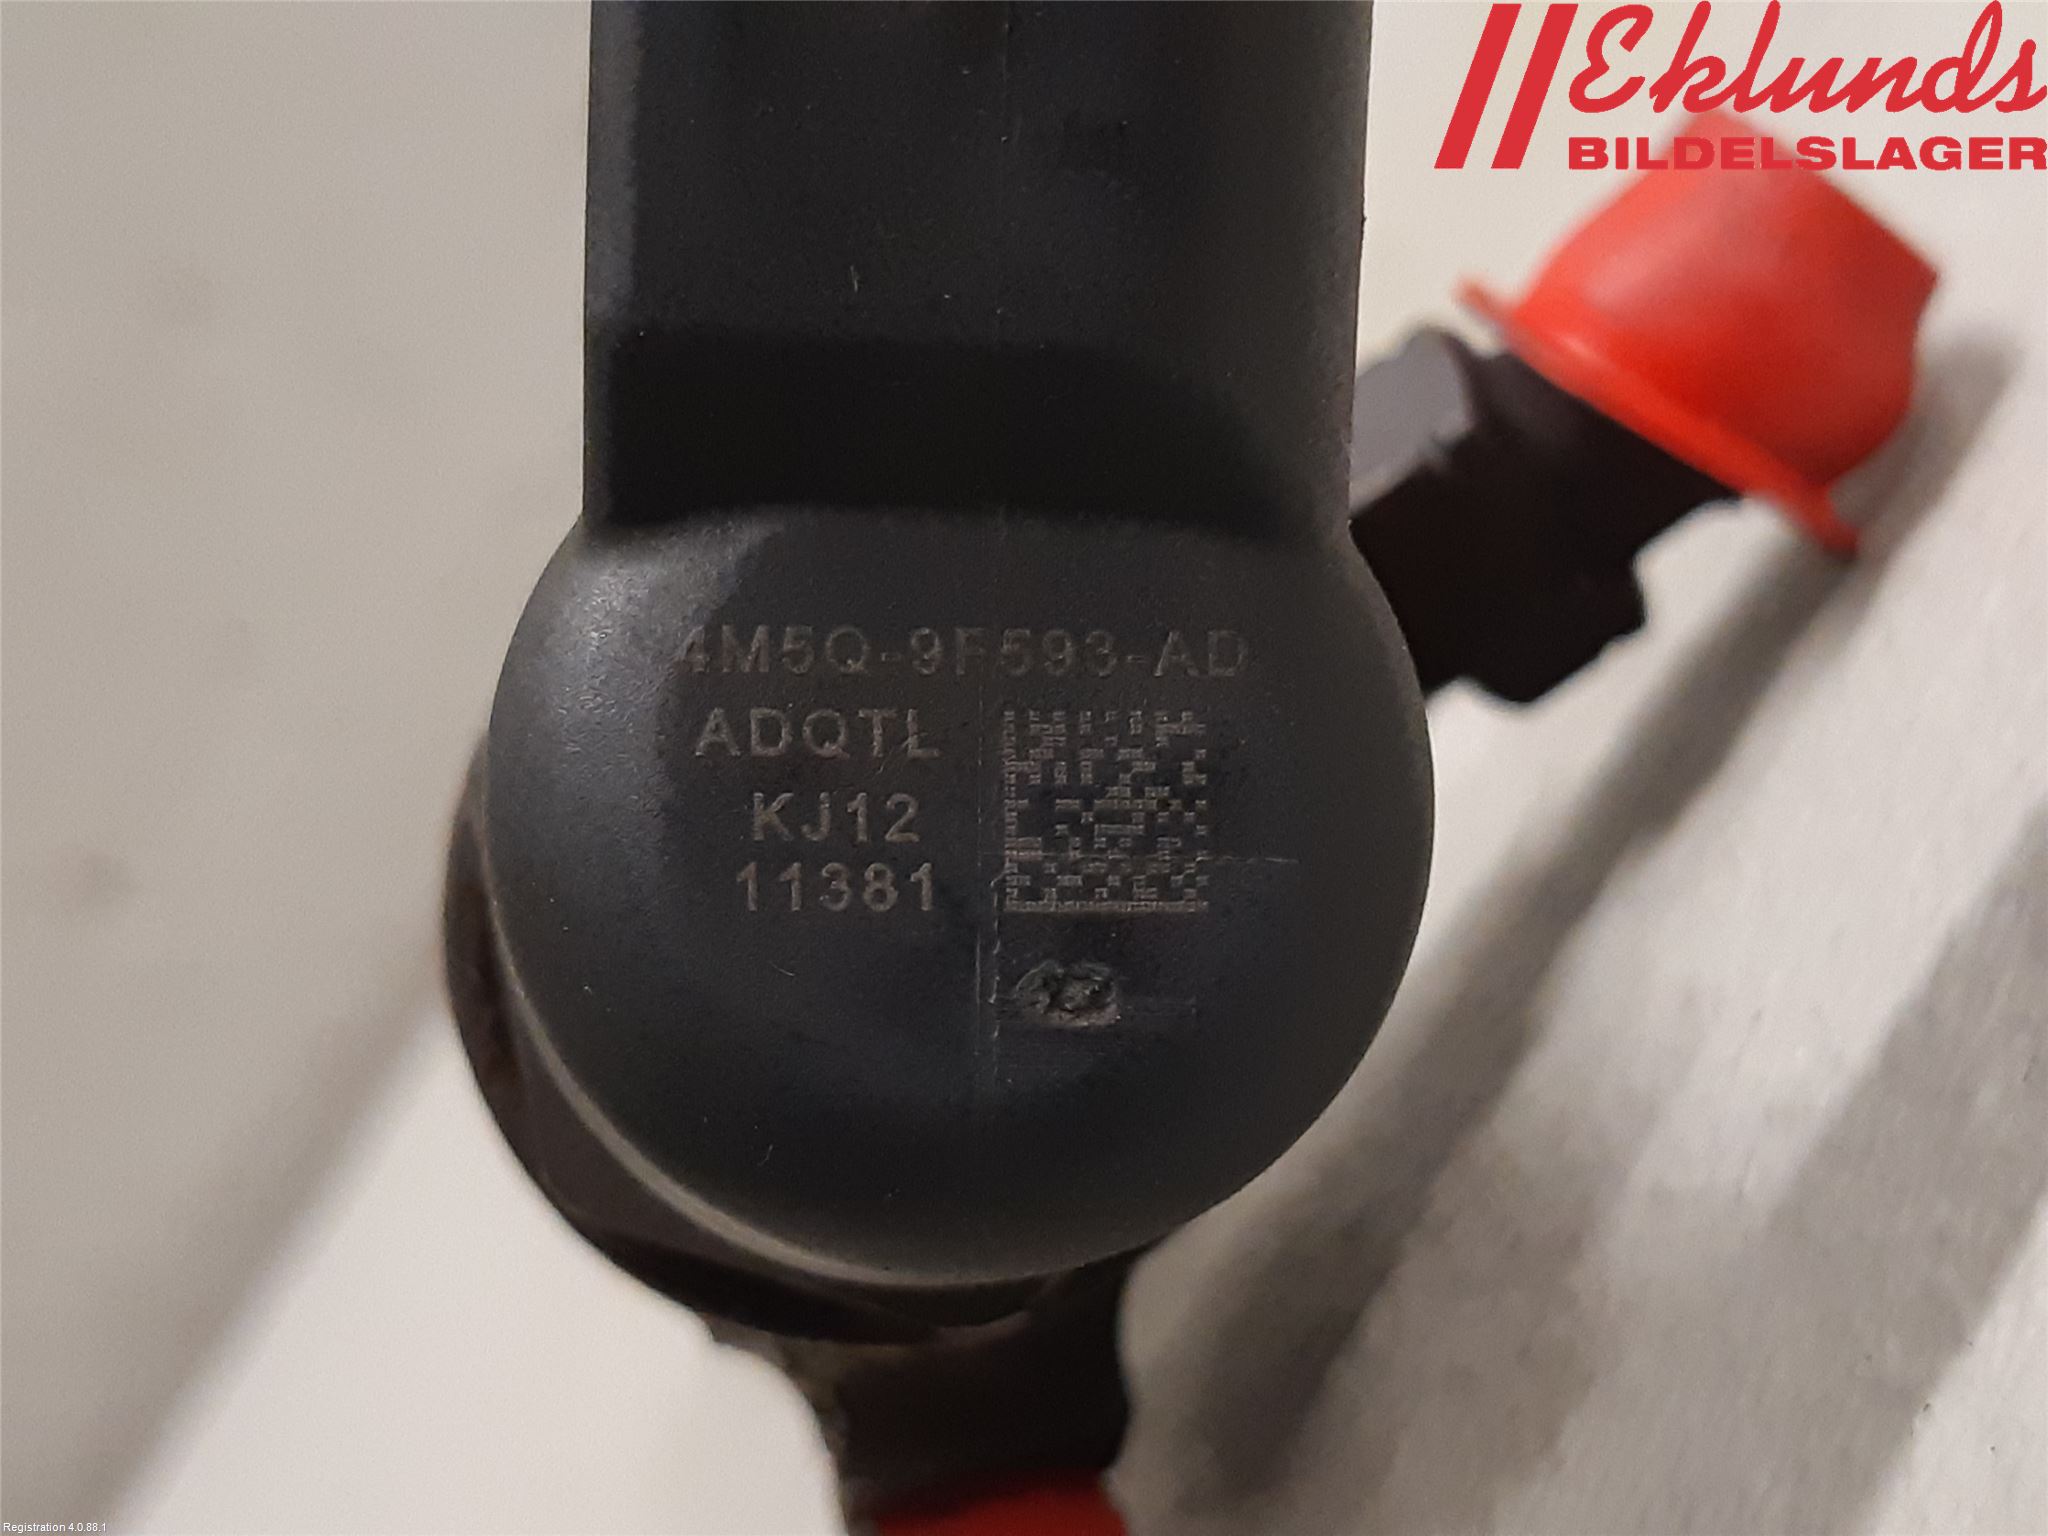 Eklunds
BILDELSLAGER
4M5Q-9F593-AD
ADQTL
KJ12
11381
Registration 4.0.88.1